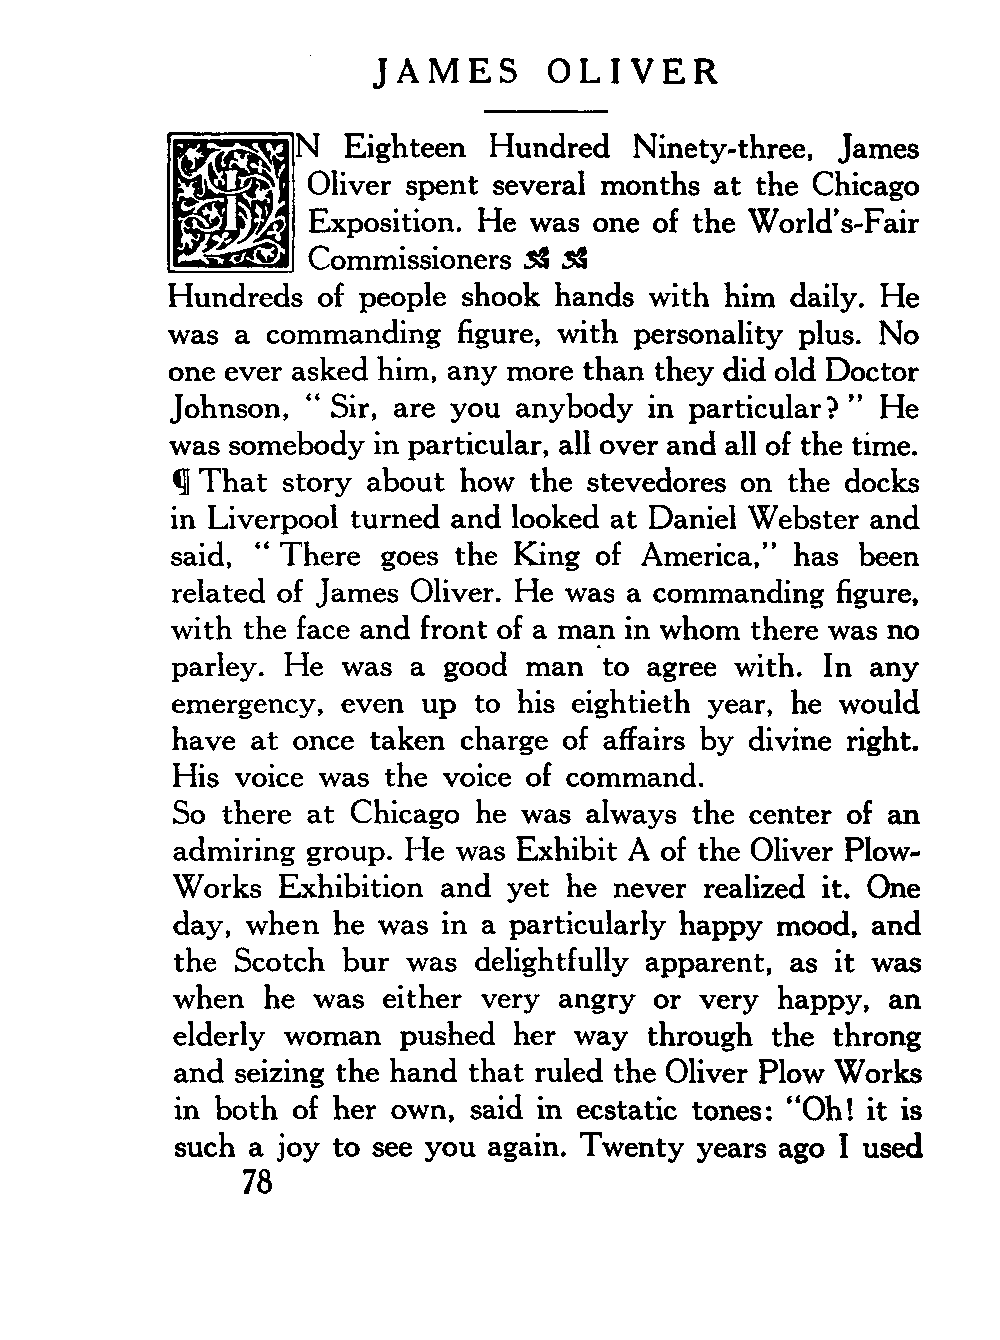 JAMES OLIVER
IN Eighteen Hundred Ninety-three, James
Oliver spent several months at the Chicago
Exposition. He was one of the World's-Fair
Commissioners
Hundreds of people shook hands with him daily. He
was a commanding figure, with personality plus. No
one ever asked him, any more than they did old Doctor
Johnson, “ Sir, are you anybody in particular? ” He
was somebody in particular, all over and all of the time.
¶ That story about how the stevedores on the docks
in Liverpool turned and looked at Daniel Webster and
said, “ There goes the King of America,” has been
related of James Oliver. He was a commanding figure,
with the face and front of a man in whom there was no
parley. He was a good man to agree with. In any
emergency, even up to his eightieth year, he would
have at once taken charge of affairs by divine right.
His voice was the voice of command.
So there at Chicago he was always the center of an
admiring group. He was Exhibit A of the Oliver Plow-
Works Exhibition and yet he never realized it. One
day, when he was in a particularly happy mood, and
the Scotch bur was delightfully apparent, as it was
when he was either very angry or very happy, an
elderly woman pushed her way through the throng
and seizing the hand that ruled the Oliver Plow Works
in both of her own, said in ecstatic tones: “Oh! it is
such a joy to see you again. Twenty years ago I used
78